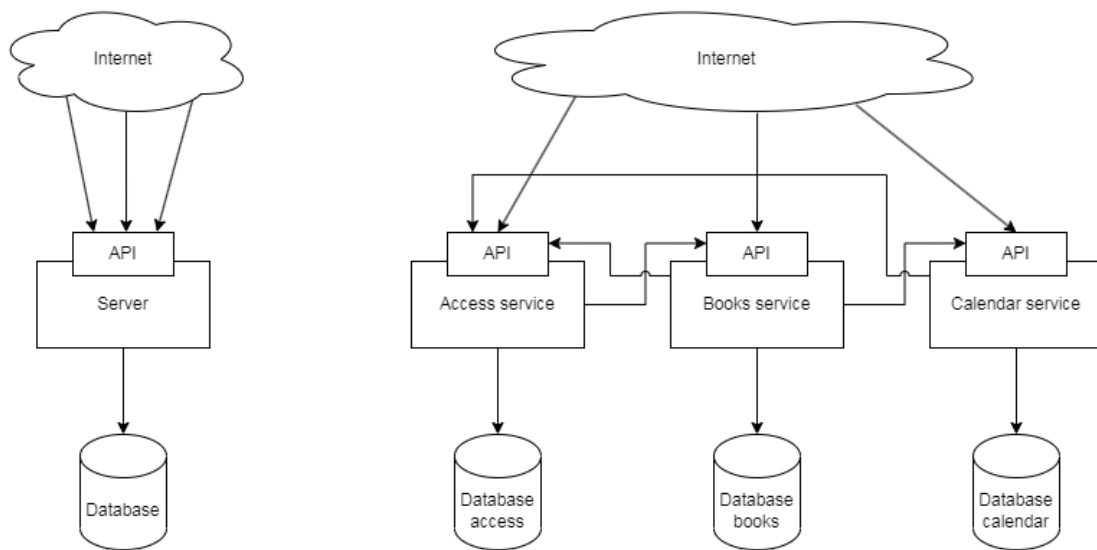 Internet
API
Server
Database
Internet
API
Access service
API
Books service
API
Calendar service
Database
access
Database
books
Database
calendar